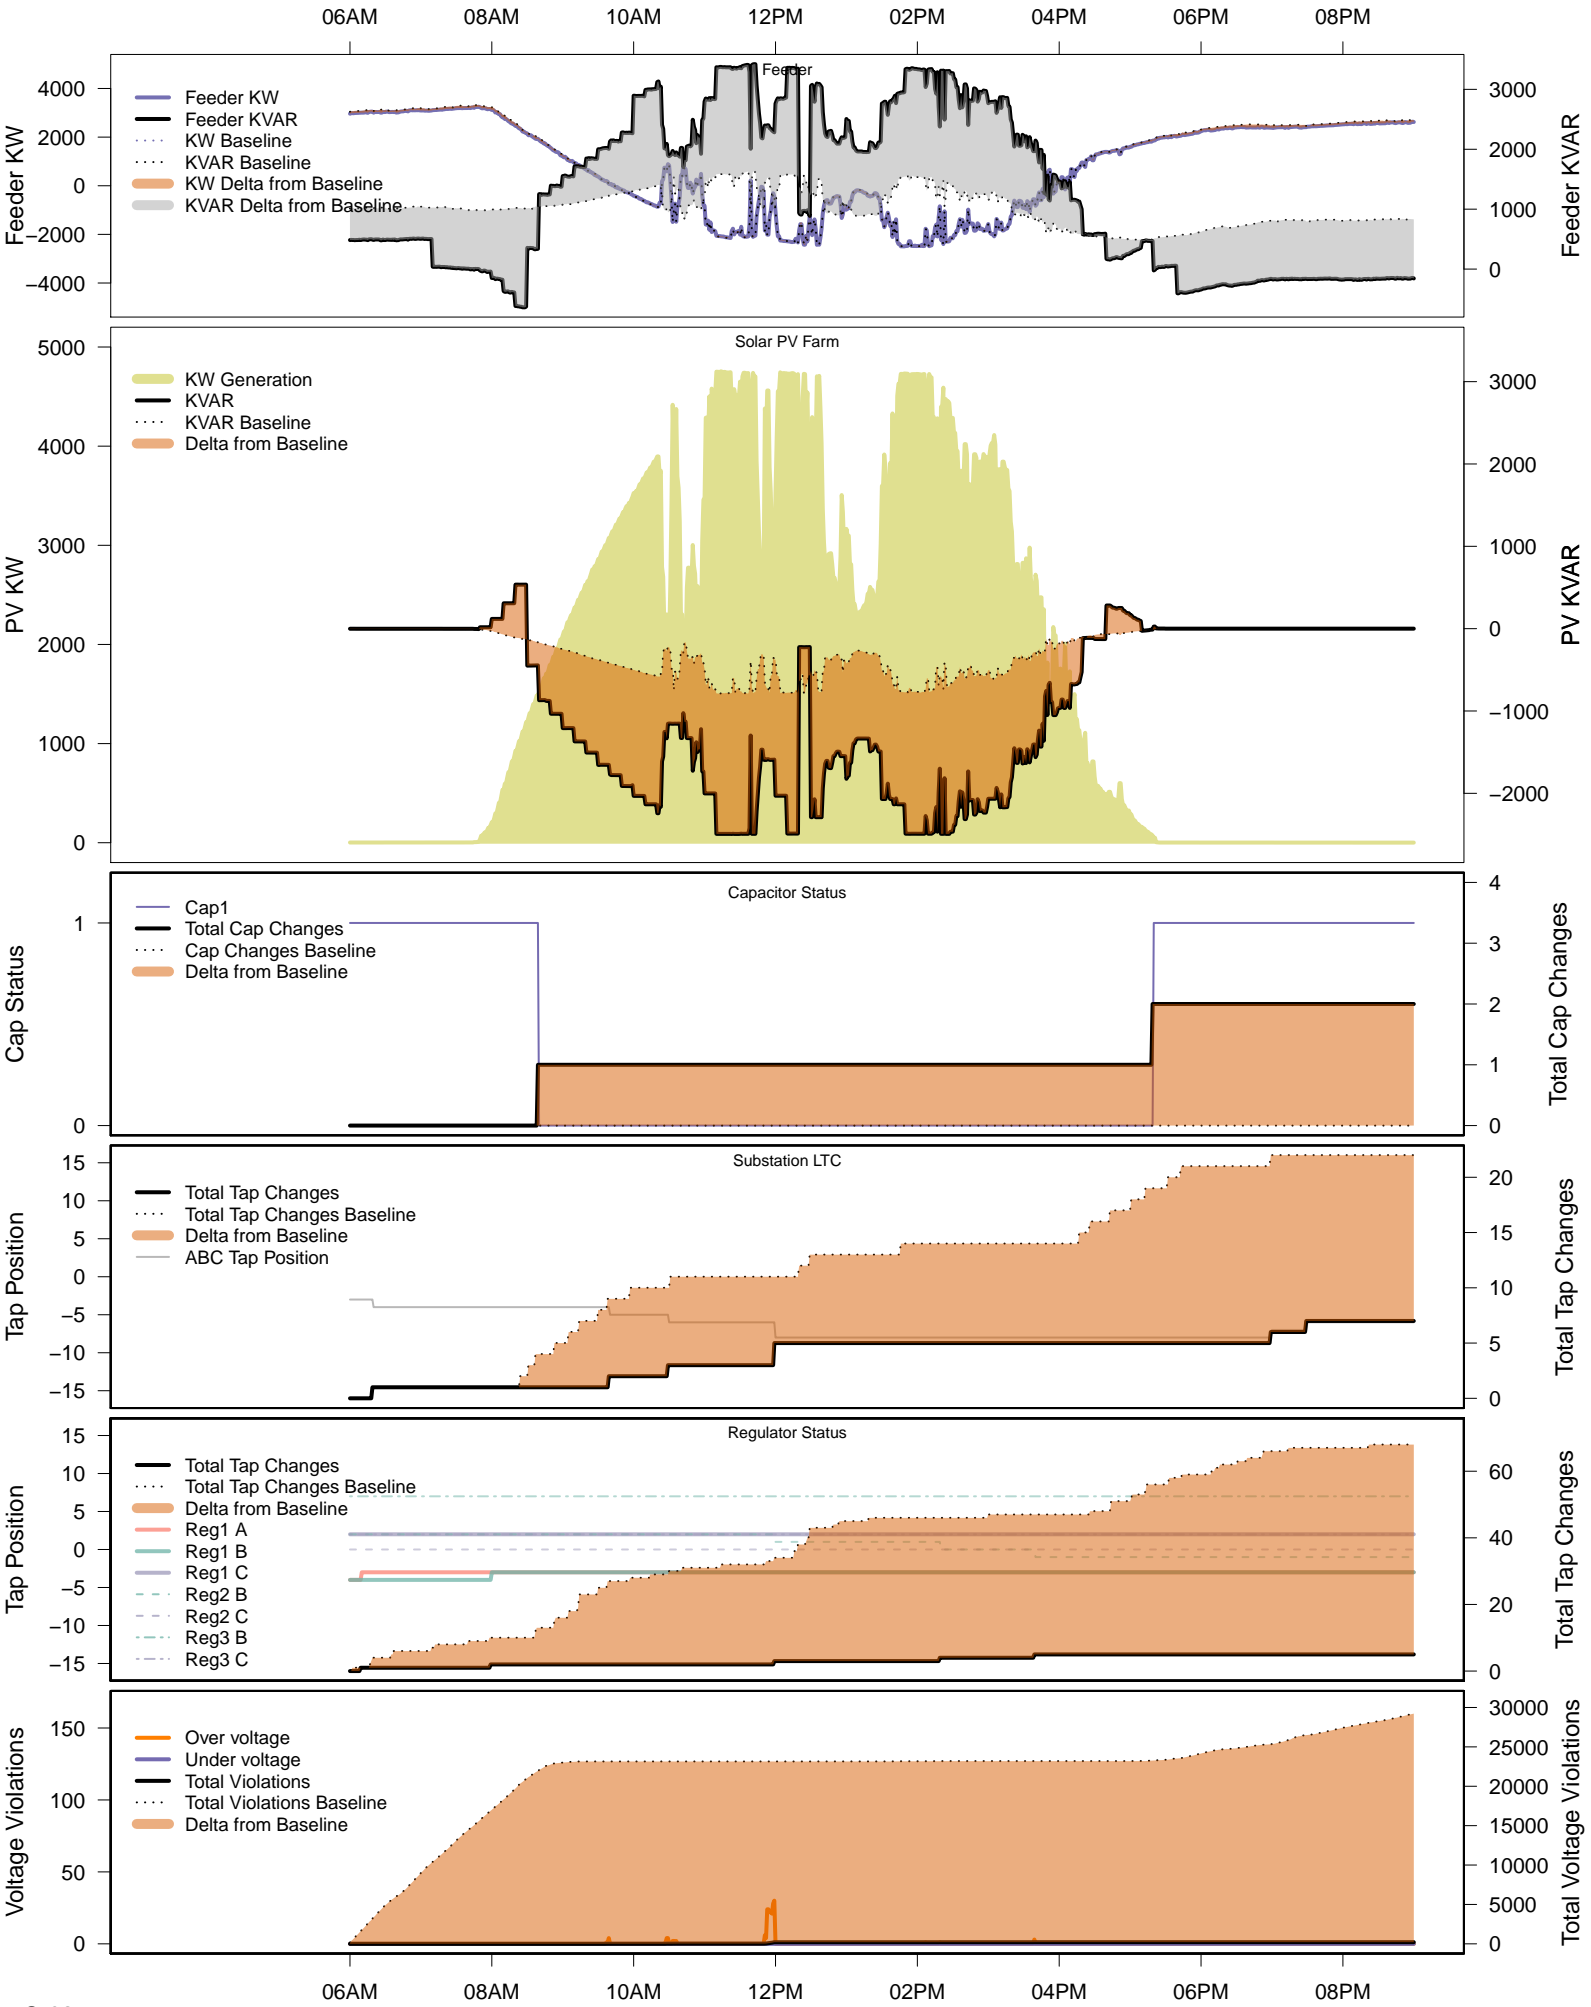 06AM 08AM 10AM 12PM 02PM 04PM 06PM 08PM
Feeder
Feeder KW
Feeder KVAR
KW Baseline
KVAR Baseline
KW Delta from Baseline
KVAR Delta from Baseline
4000
2000
0
−2000
−4000
Feeder KW
3000
2000
1000
0
Feeder KVAR
Solar PV Farm
KW Generation
KVAR
KVAR Baseline
Delta from Baseline
5000
4000
3000
2000
1000
0
PV KW
3000
2000
1000
0
−1000
−2000
PV KVAR
Capacitor Status
Cap1
Total Cap Changes
Cap Changes Baseline
Delta from Baseline
1
0
Cap Status
4
3
2
1
0
Total Cap Changes
Substation LTC
Total Tap Changes
Total Tap Changes Baseline
Delta from Baseline
ABC Tap Position
15
10
5
0
−5
−10
−15
Tap Position
20
15
10
5
0
Total Tap Changes
Regulator Status
Total Tap Changes
Total Tap Changes Baseline
Delta from Baseline
Reg1 A
Reg1 B
Reg1 C
Reg2 B
Reg2 C
Reg3 B
Reg3 C
15
10
5
0
−5
−10
−15
Tap Position
60
40
20
0
Total Tap Changes
Over voltage
Under voltage
Total Violations
Total Violations Baseline
Delta from Baseline
150
100
50
0
Voltage Violations
30000
25000
20000
15000
10000
5000
0
Total Voltage Violations
06AM 08AM 10AM 12PM 02PM 04PM 06PM 08PM